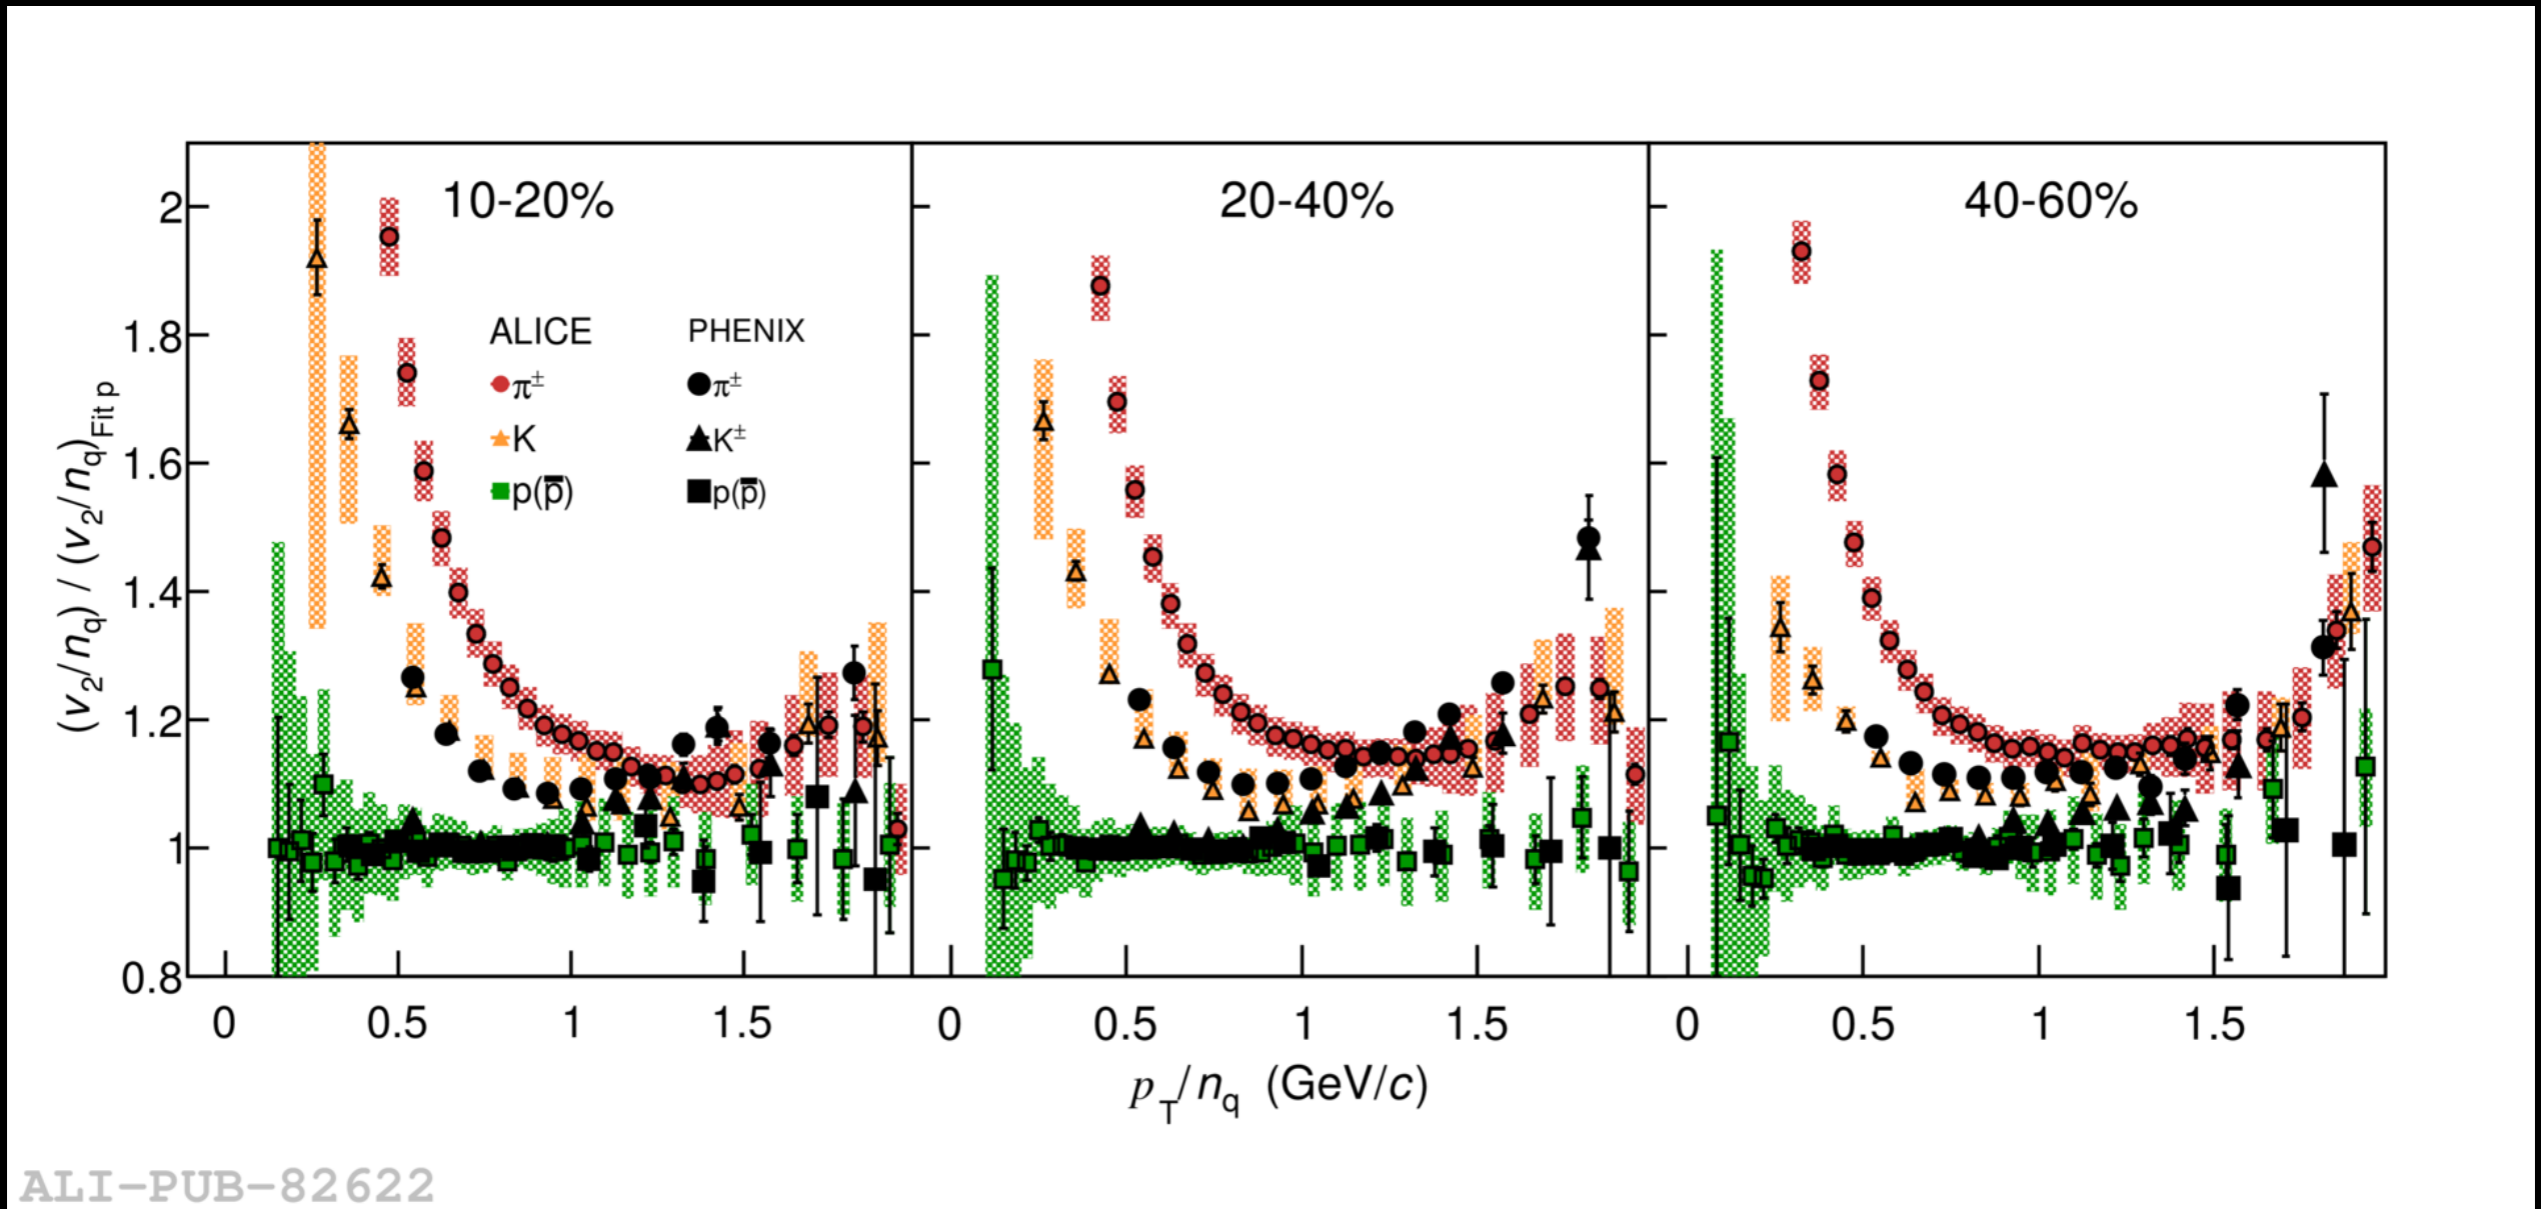 10-20% 20-40% 40-60%
2
1.8
1.6
1.4
1.2
1
0.8
(v2/nq) / (v2/nq)Fit p
ALICE PHENIX
π± π±
K K±
p(p̅) p(p̅)
0 0.5 1 1.5 0 0.5 1 1.5 0 0.5 1 1.5
pT/nq (GeV/c)
ALI-PUB-82622